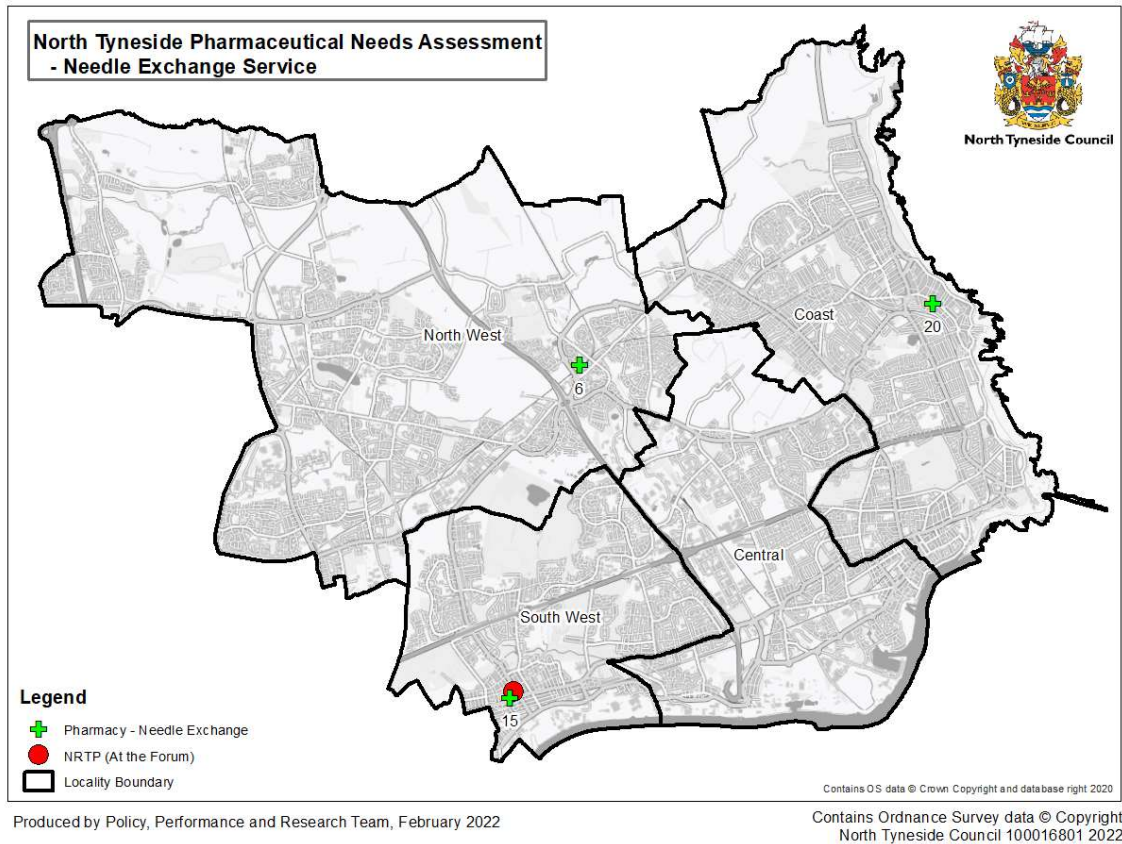 North Tyneside Pharmaceutical Needs Assessment
- Needle Exchange Service
North Tyneside Council
Coast
20
North West
6
Central
South West
15
Legend
Pharmacy - Needle Exchange
NRTP (At the Forum)
Locality Boundary
Contains OS data © Crown Copyright and database right 2020
Produced by Policy, Performance and Research Team, February 2022
Contains Ordnance Survey data © Copyright
North Tyneside Council 100016801 2022